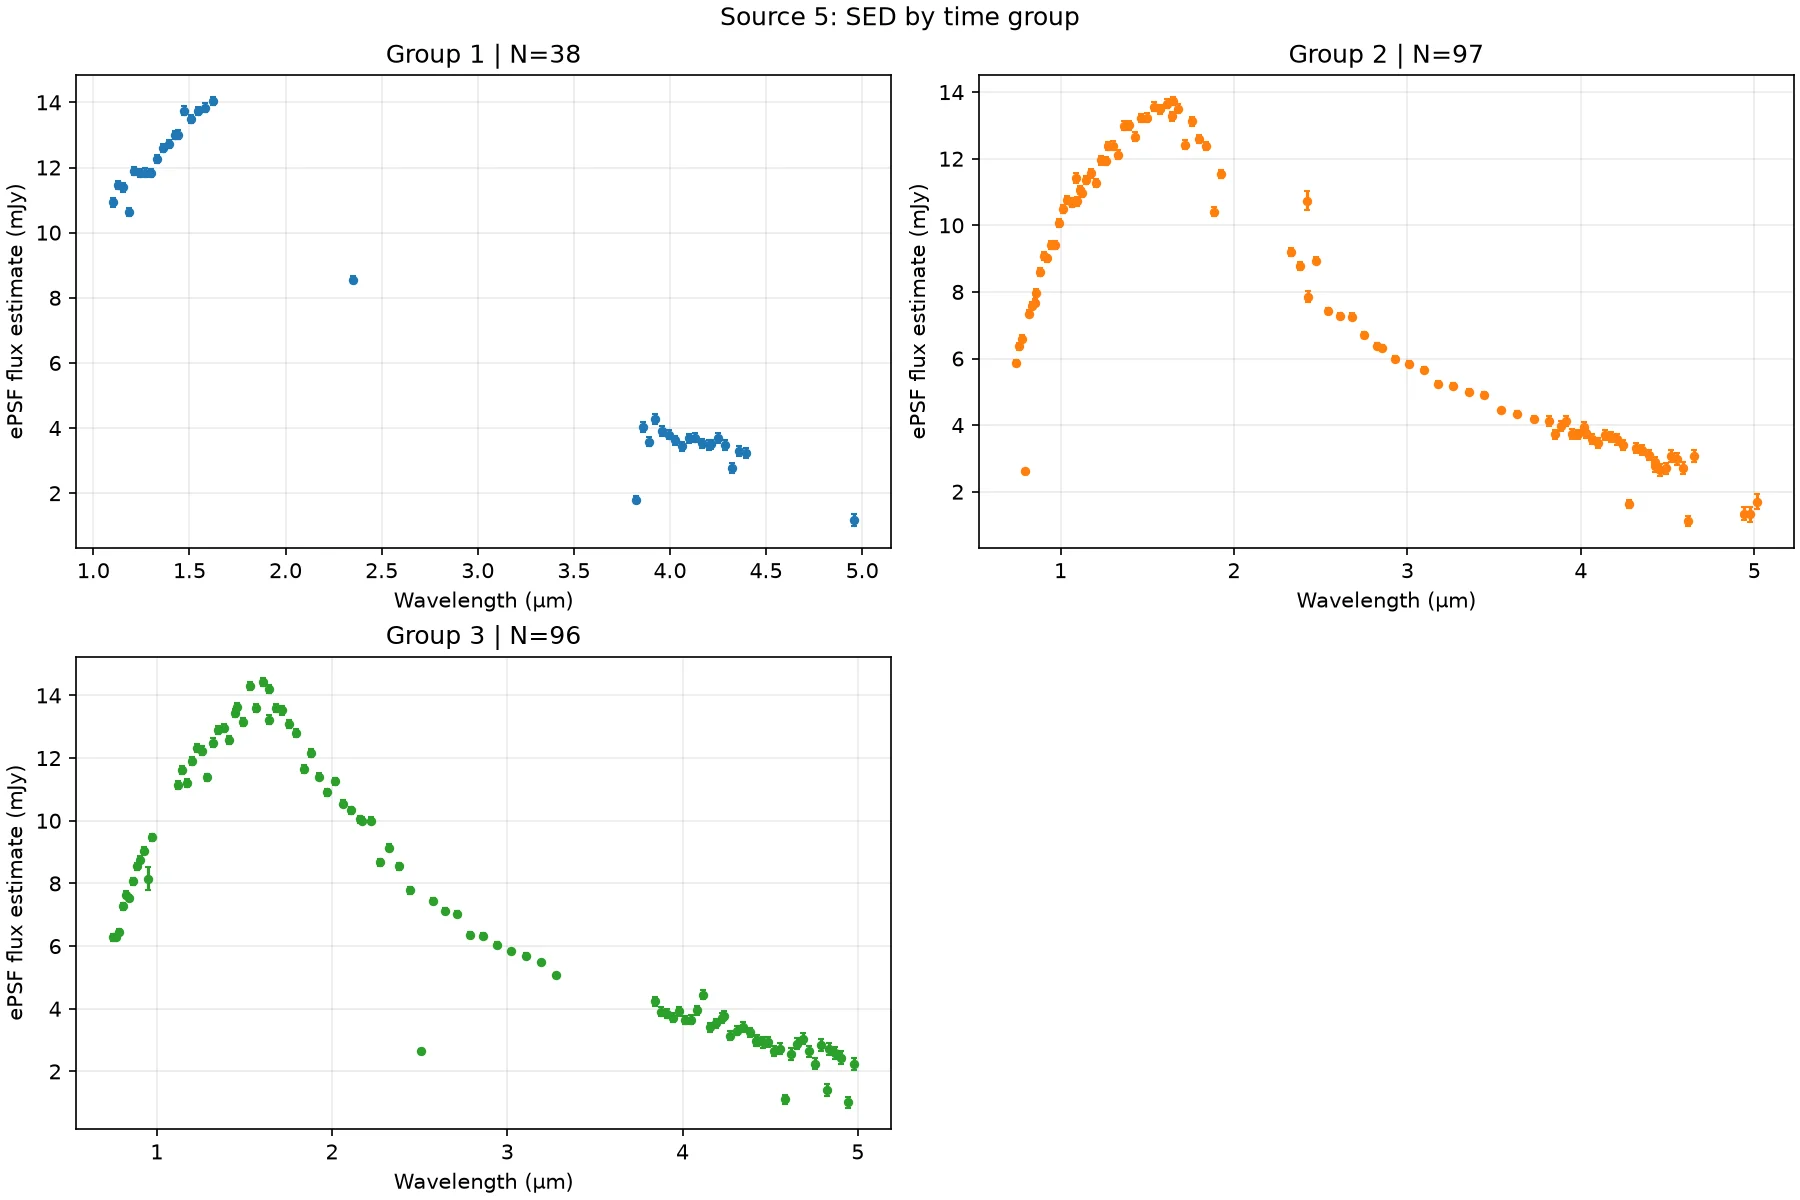 Source 5: SED by time group
Group 1 | N=38
ePSF flux estimate (mJy)
14
12
10
8
6
4
2
1.0 1.5 2.0 2.5 3.0 3.5 4.0 4.5 5.0
Wavelength (μm)
Group 2 | N=97
ePSF flux estimate (mJy)
14
12
10
8
6
4
2
1 2 3 4 5
Wavelength (μm)
Group 3 | N=96
ePSF flux estimate (mJy)
14
12
10
8
6
4
2
1 2 3 4 5
Wavelength (μm)